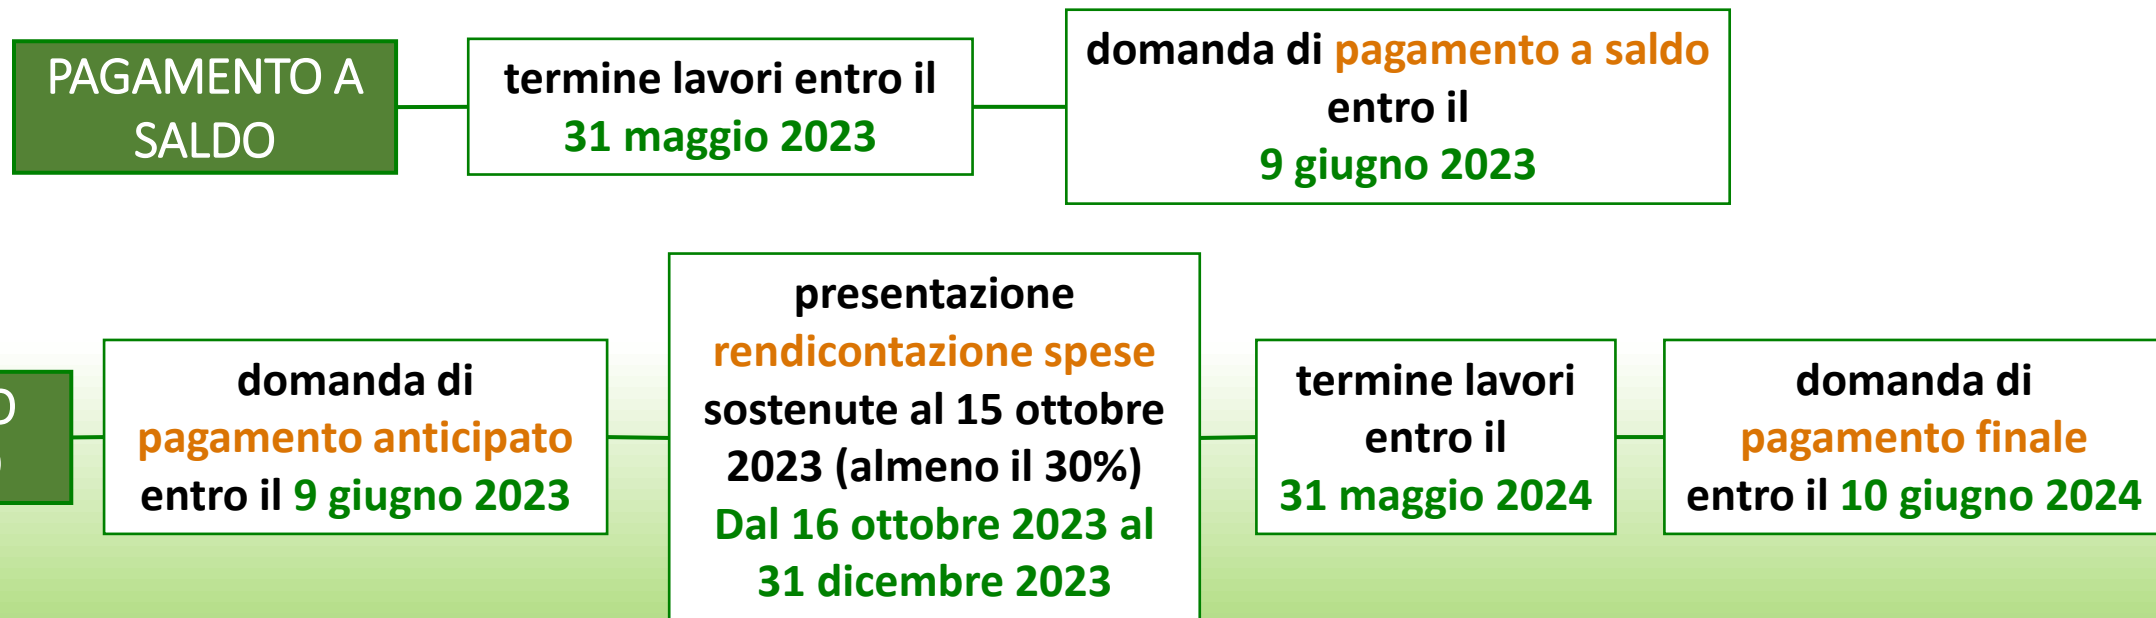 PAGAMENTO A
SALDO
termine lavori entro il
31 maggio 2023
domanda di pagamento a saldo
entro il
9 giugno 2023
domanda di
pagamento anticipato
entro il 9 giugno 2023
presentazione
rendicontazione spese
sostenute al 15 ottobre
2023 (almeno il 30%)
Dal 16 ottobre 2023 al
31 dicembre 2023
termine lavori
entro il
31 maggio 2024
domanda di
pagamento finale
entro il 10 giugno 2024